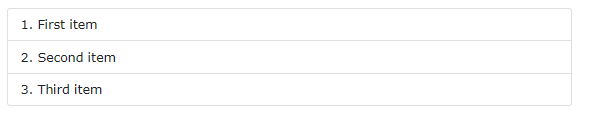 1. First item
2. Second item
3. Third item